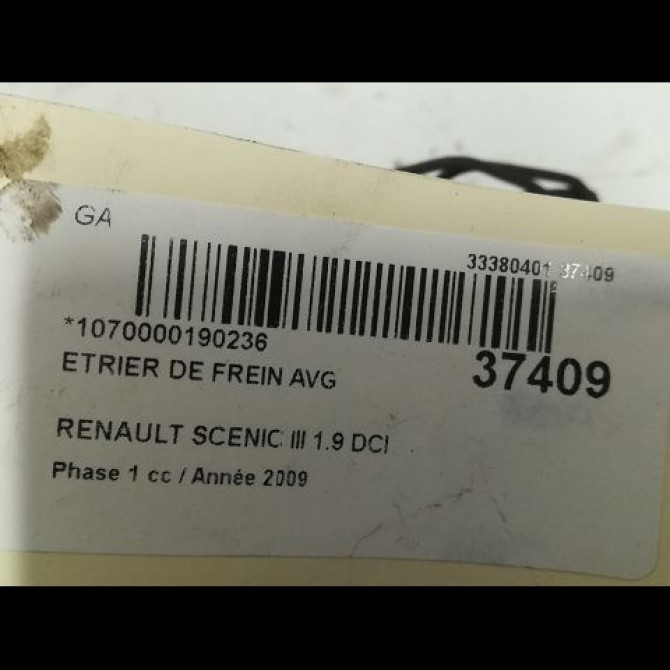 GA
33380401 37409
*1070000190236
37409
ETRIER DE FREIN AVG
RENAULT SCENIC III 1.9 DCI
Phase 1 cc / Année 2009